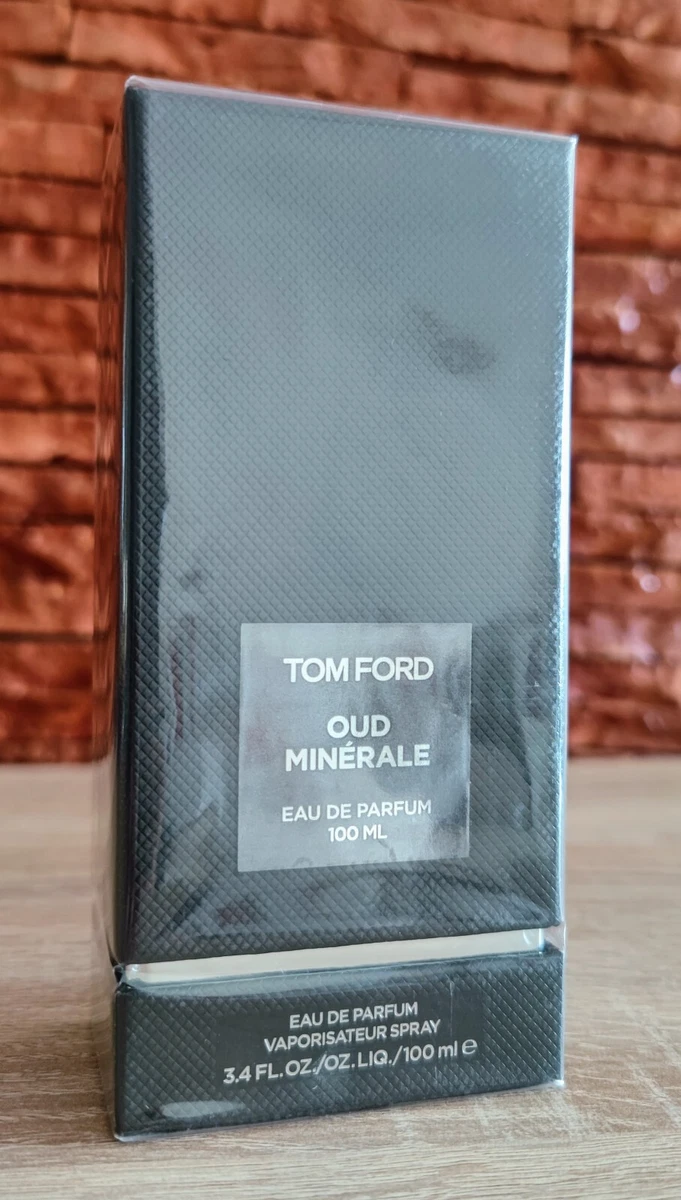 TOM FORD
OUD
MINÉRALE
EAU DE PARFUM
100 ML
EAU DE PARFUM
VAPORISATEUR SPRAY
3.4 FL.OZ./OZ.LIQ./100 ml ℮